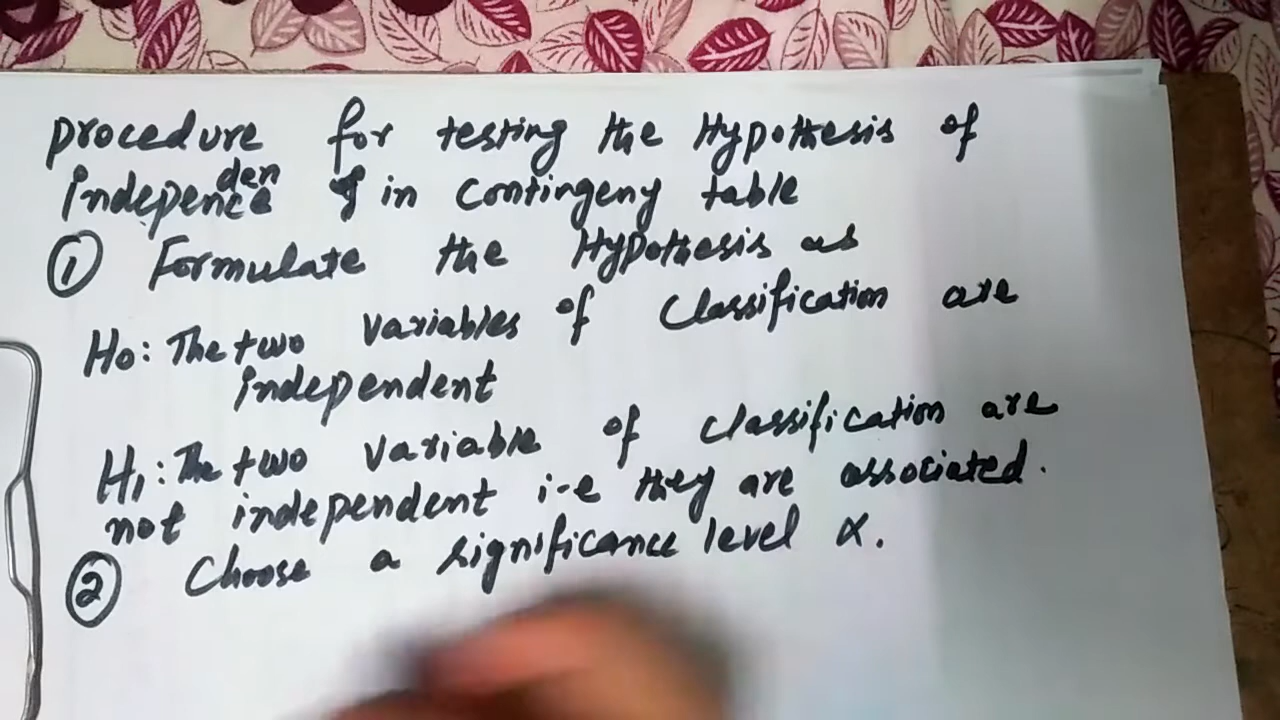 procedure for testing the Hypothesis of
independence in contingeny table
① Formulate the Hypothesis as
H0: The two variables of classification are
independent
H1: The two variable of classification are
not independent i-e they are associated.
② Choose a significance level α.